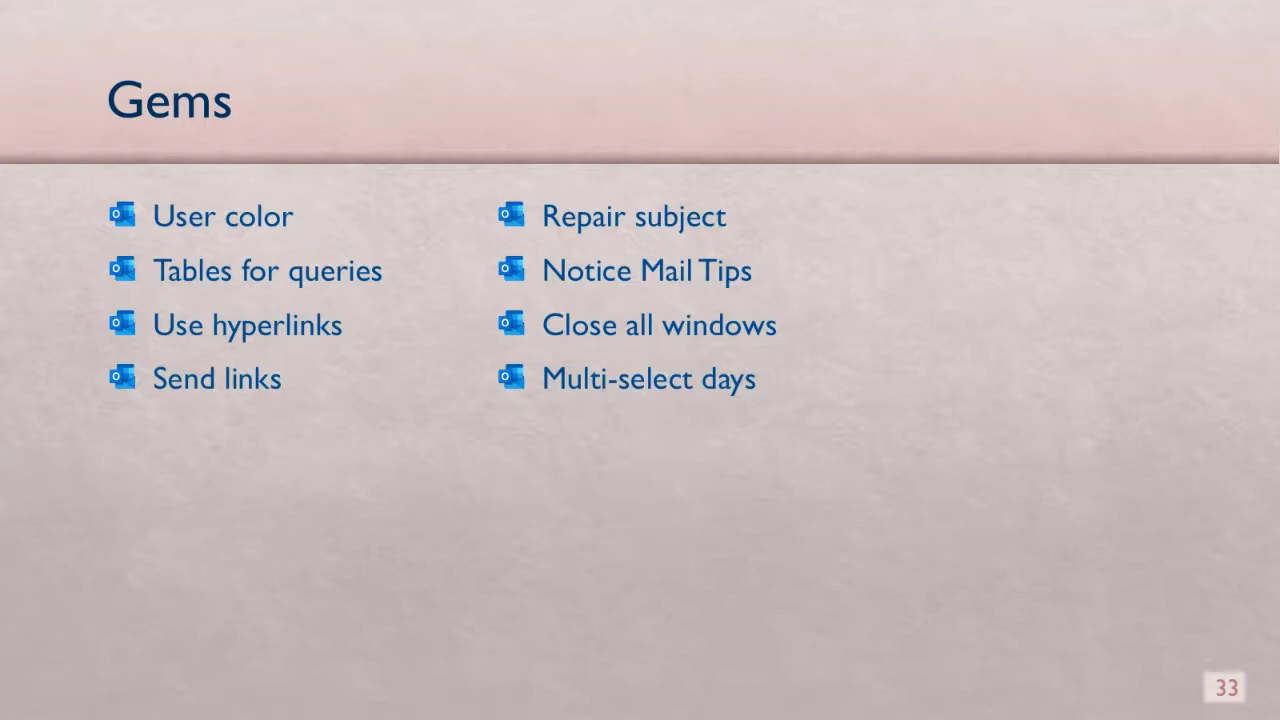 Gems
User color
Tables for queries
Use hyperlinks
Send links
Repair subject
Notice Mail Tips
Close all windows
Multi-select days
33